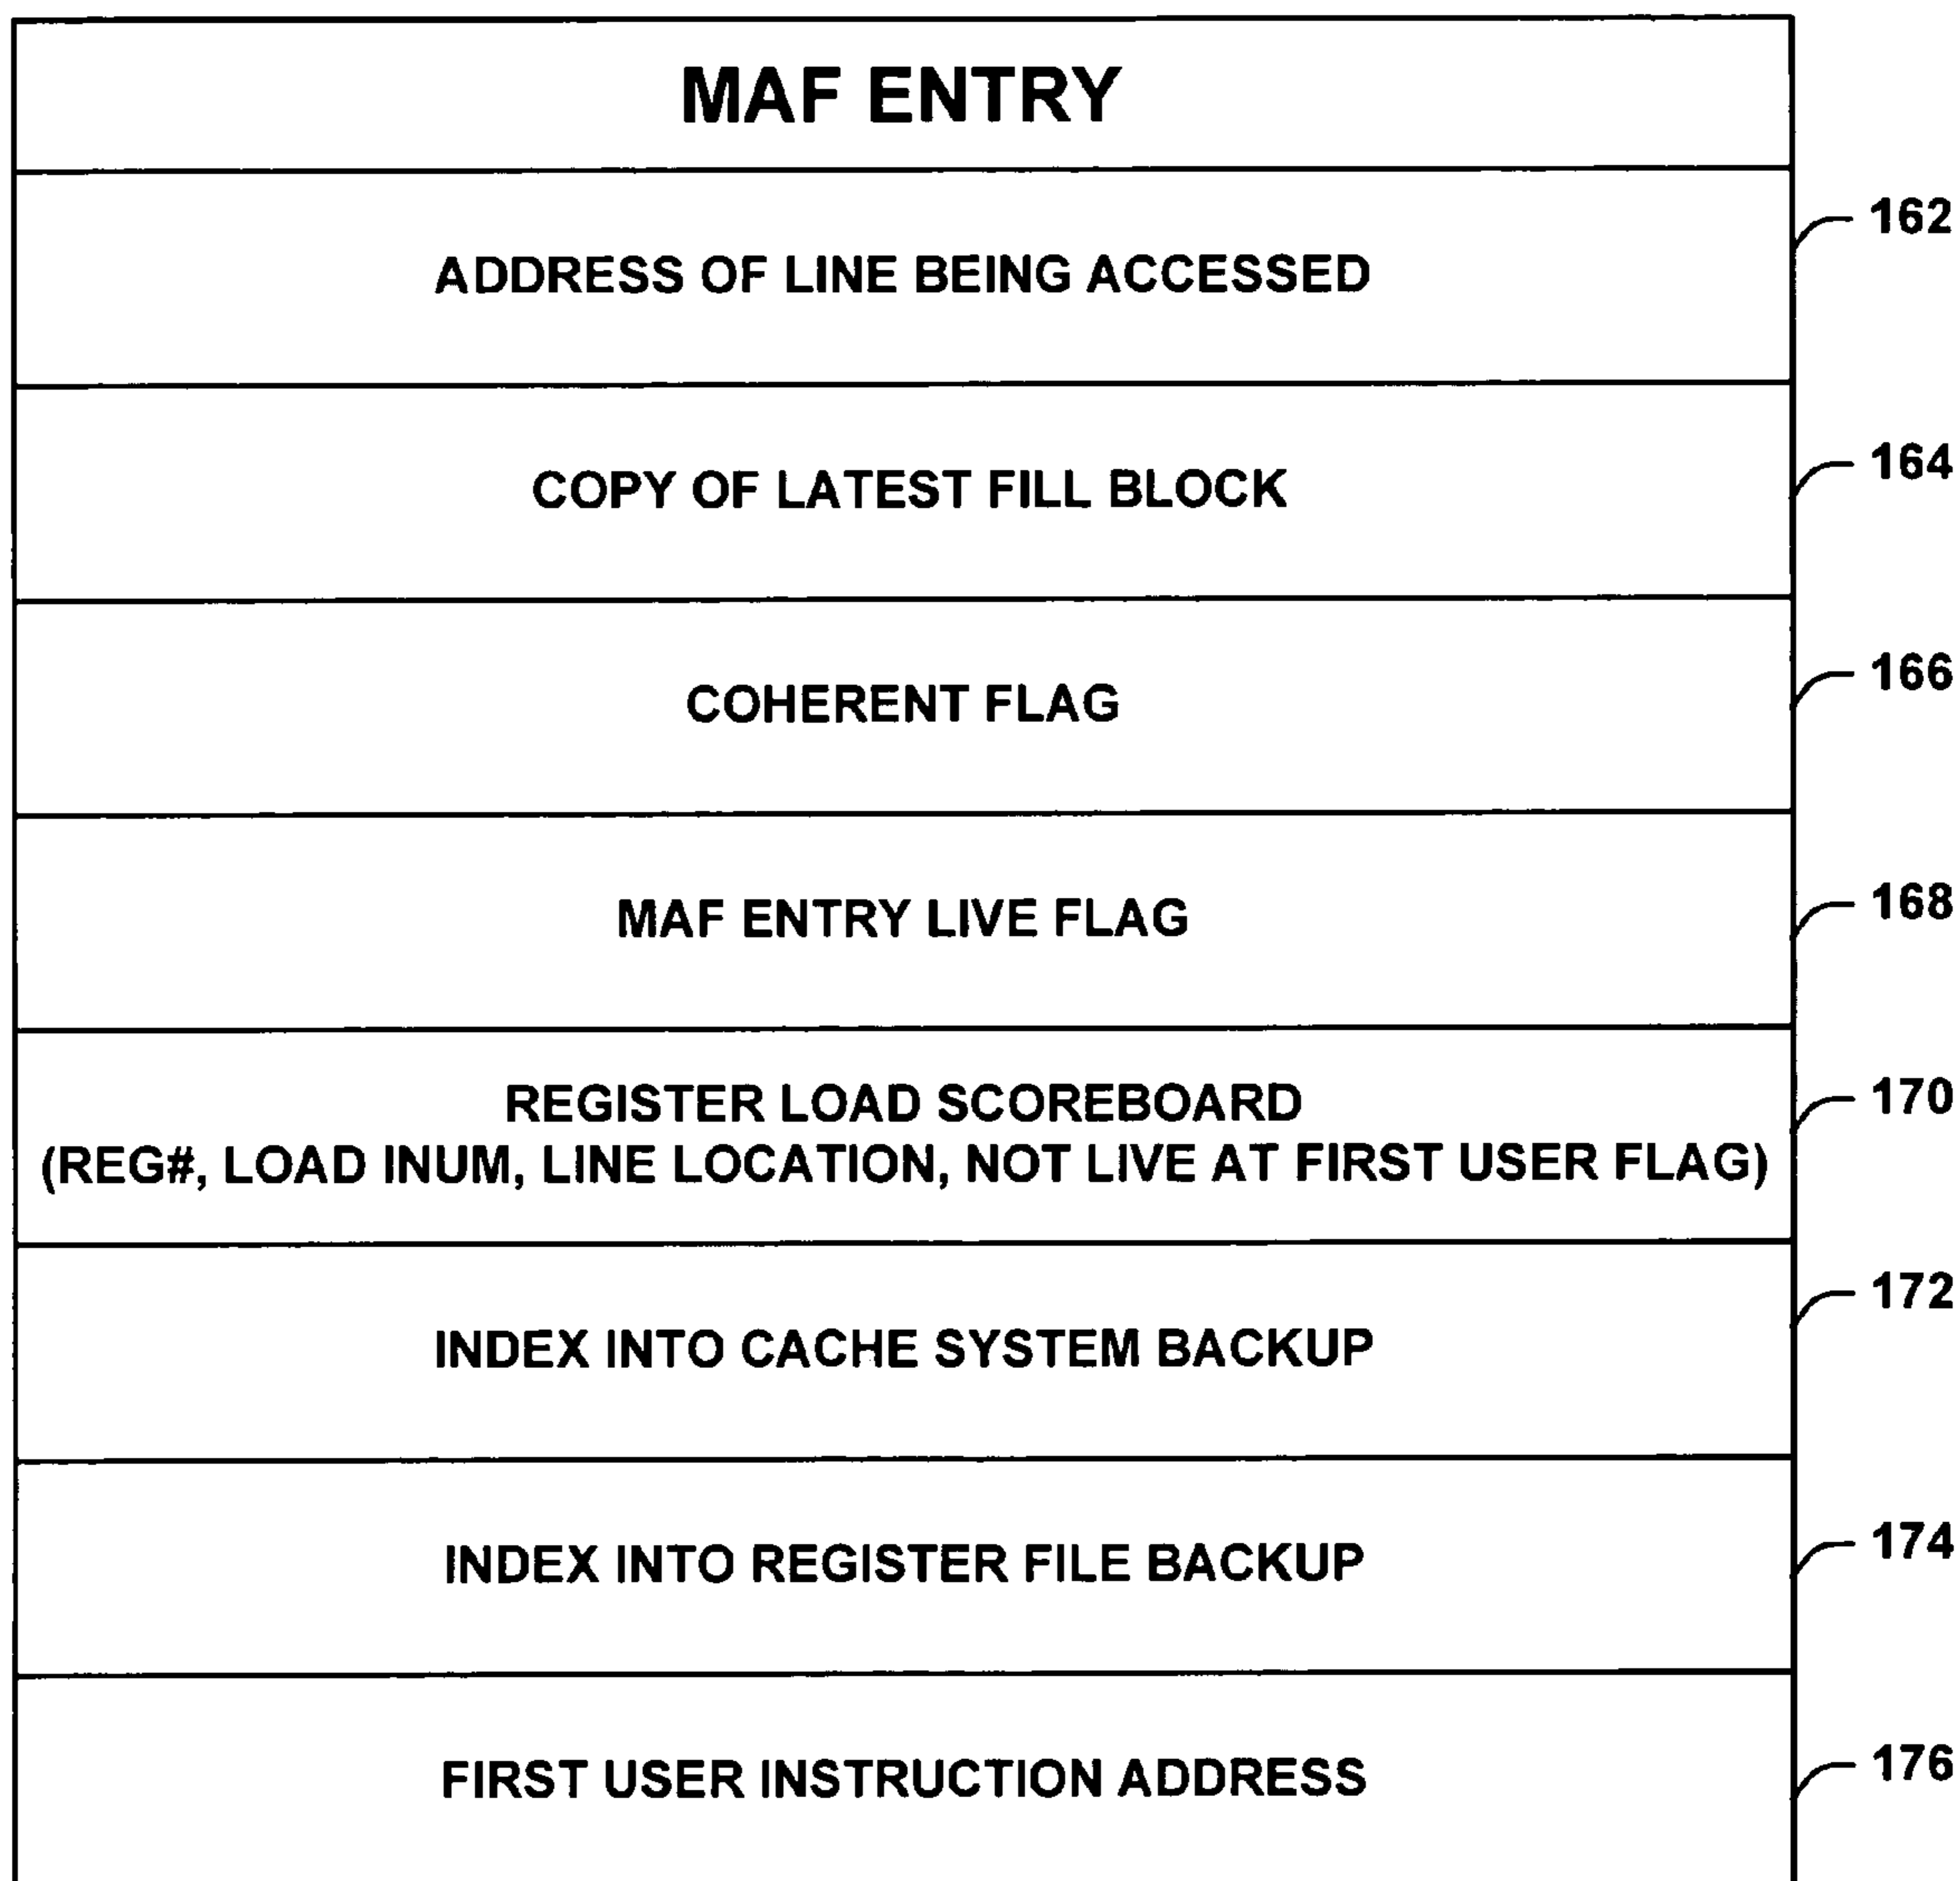 MAF ENTRY
ADDRESS OF LINE BEING ACCESSED
162
COPY OF LATEST FILL BLOCK
164
COHERENT FLAG
166
MAF ENTRY LIVE FLAG
168
REGISTER LOAD SCOREBOARD
(REG#, LOAD INUM, LINE LOCATION, NOT LIVE AT FIRST USER FLAG)
170
INDEX INTO CACHE SYSTEM BACKUP
172
INDEX INTO REGISTER FILE BACKUP
174
FIRST USER INSTRUCTION ADDRESS
176